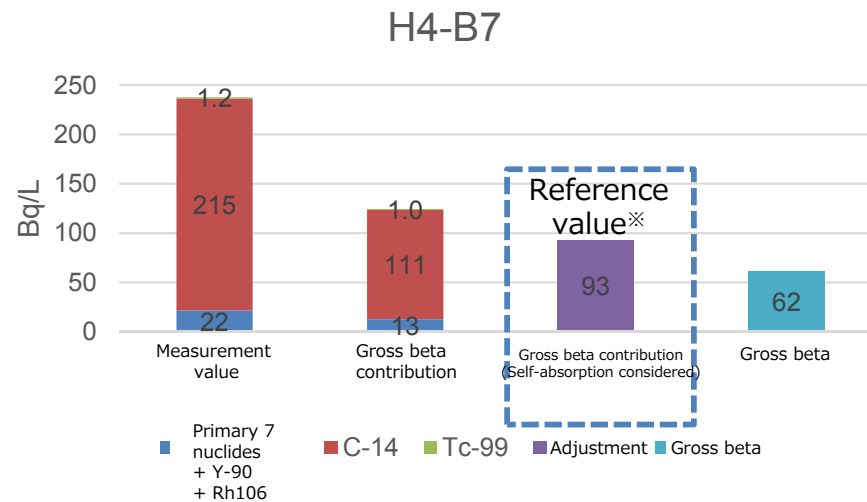 H4-B7
Bq/L
250
200
150
100
50
0
1.2
215
22
1.0
111
13
Reference
value※
93
62
Measurement
value
Gross beta
contribution
Gross beta contribution
(Self-absorption considered)
Gross beta
Primary 7
nuclides
+ Y-90
+ Rh106
C-14
Tc-99
Adjustment
Gross beta